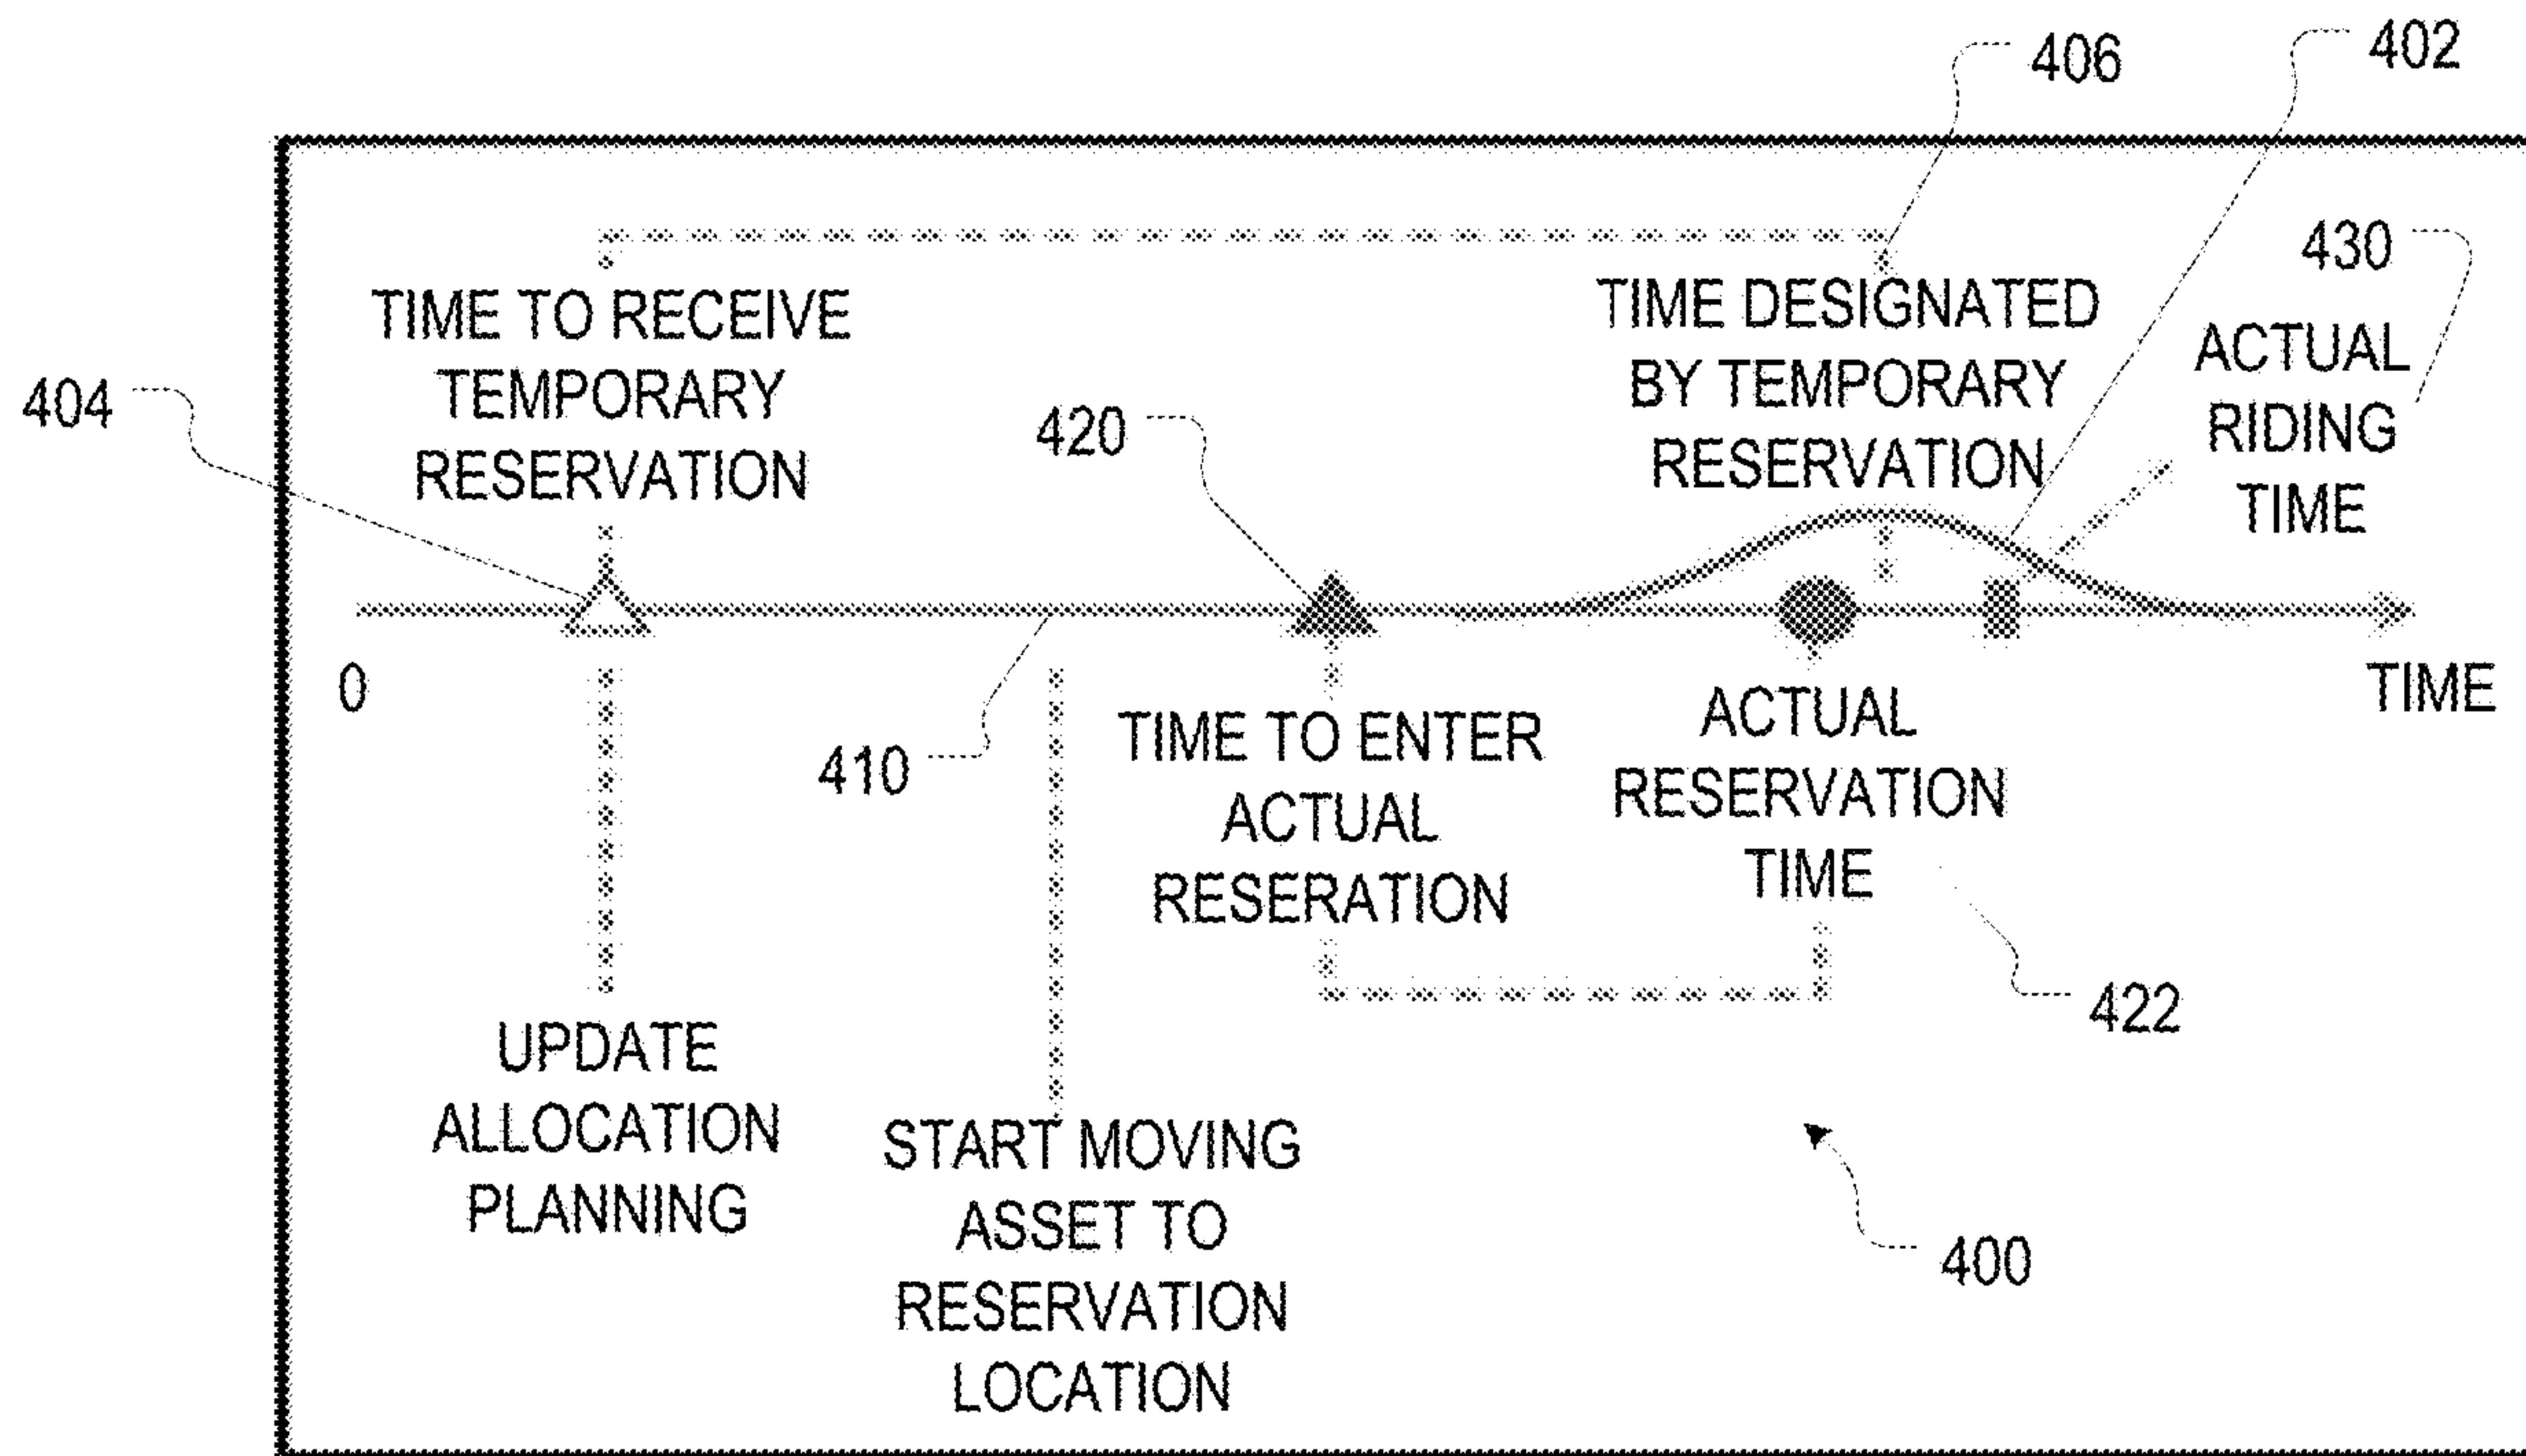 406
402
430
TIME TO RECEIVE
TEMPORARY
RESERVATION
TIME DESIGNATED
BY TEMPORARY
RESERVATION
ACTUAL
RIDING
TIME
404
420
0
TIME
410
TIME TO ENTER
ACTUAL
RESERATION
ACTUAL
RESERVATION
TIME
422
UPDATE
ALLOCATION
PLANNING
START MOVING
ASSET TO
RESERVATION
LOCATION
400